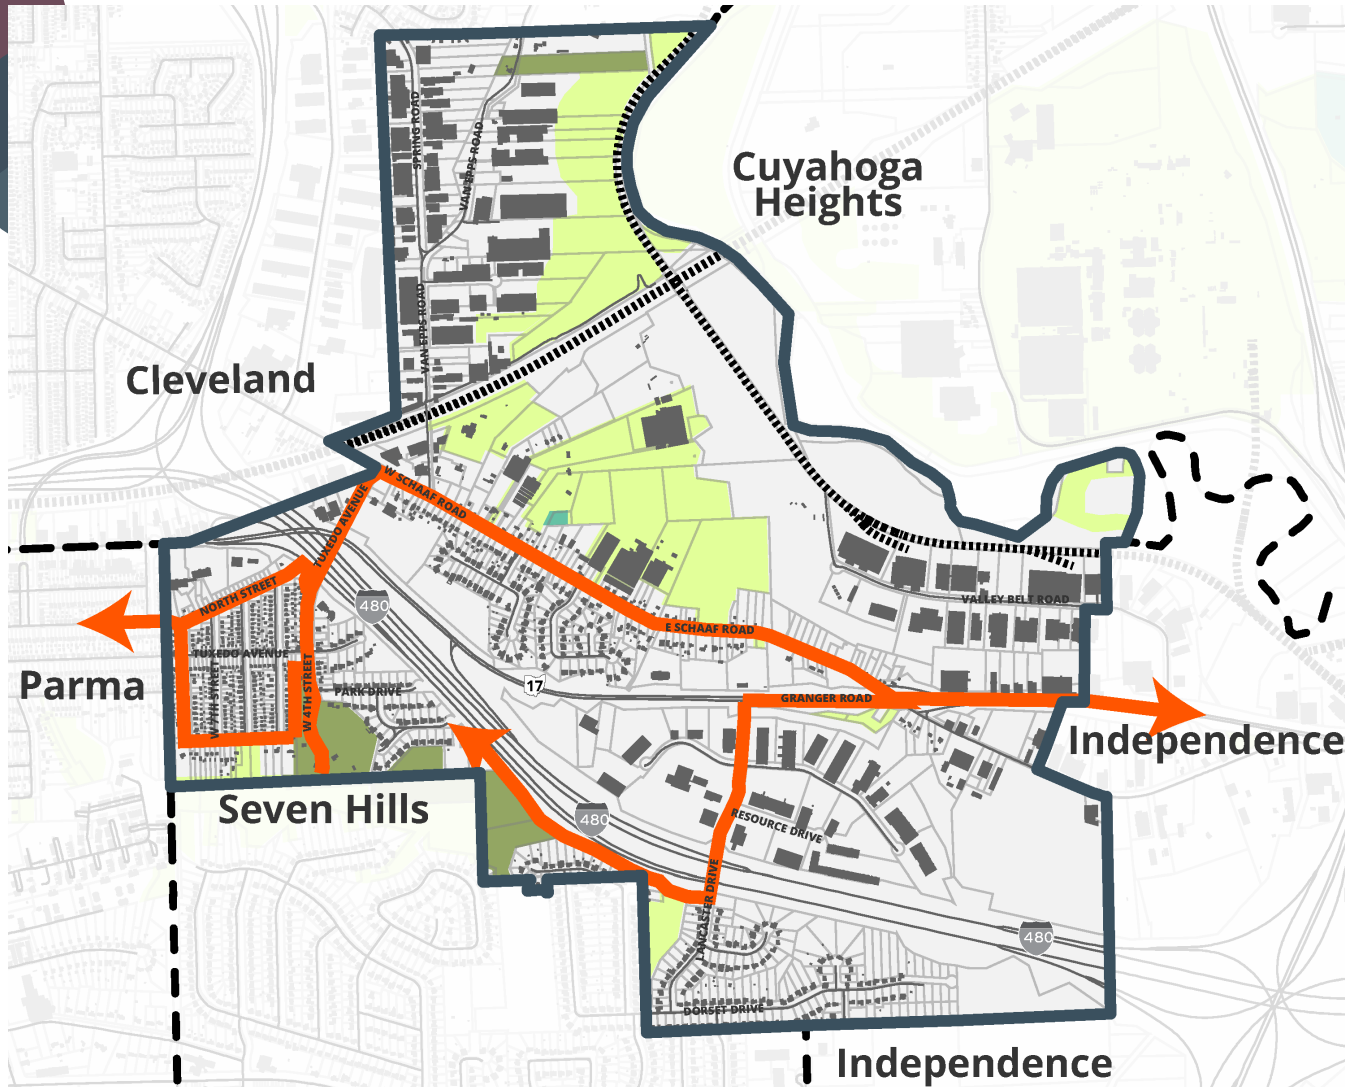 SPRING ROAD
VAN EPPS ROAD
Cuyahoga
Heights
VAN EPPS ROAD
Cleveland
W SCHAAF ROAD
TUXEDO AVENUE
NORTH STREET
480
VALLEY BELT ROAD
E SCHAAF ROAD
TUXEDO AVENUE
Parma
W 7TH STREET
W 4TH STREET
PARK DRIVE
17
GRANGER ROAD
Independence
Seven Hills
480
RESOURCE DRIVE
LANCASTER DRIVE
480
DORSET DRIVE
Independence